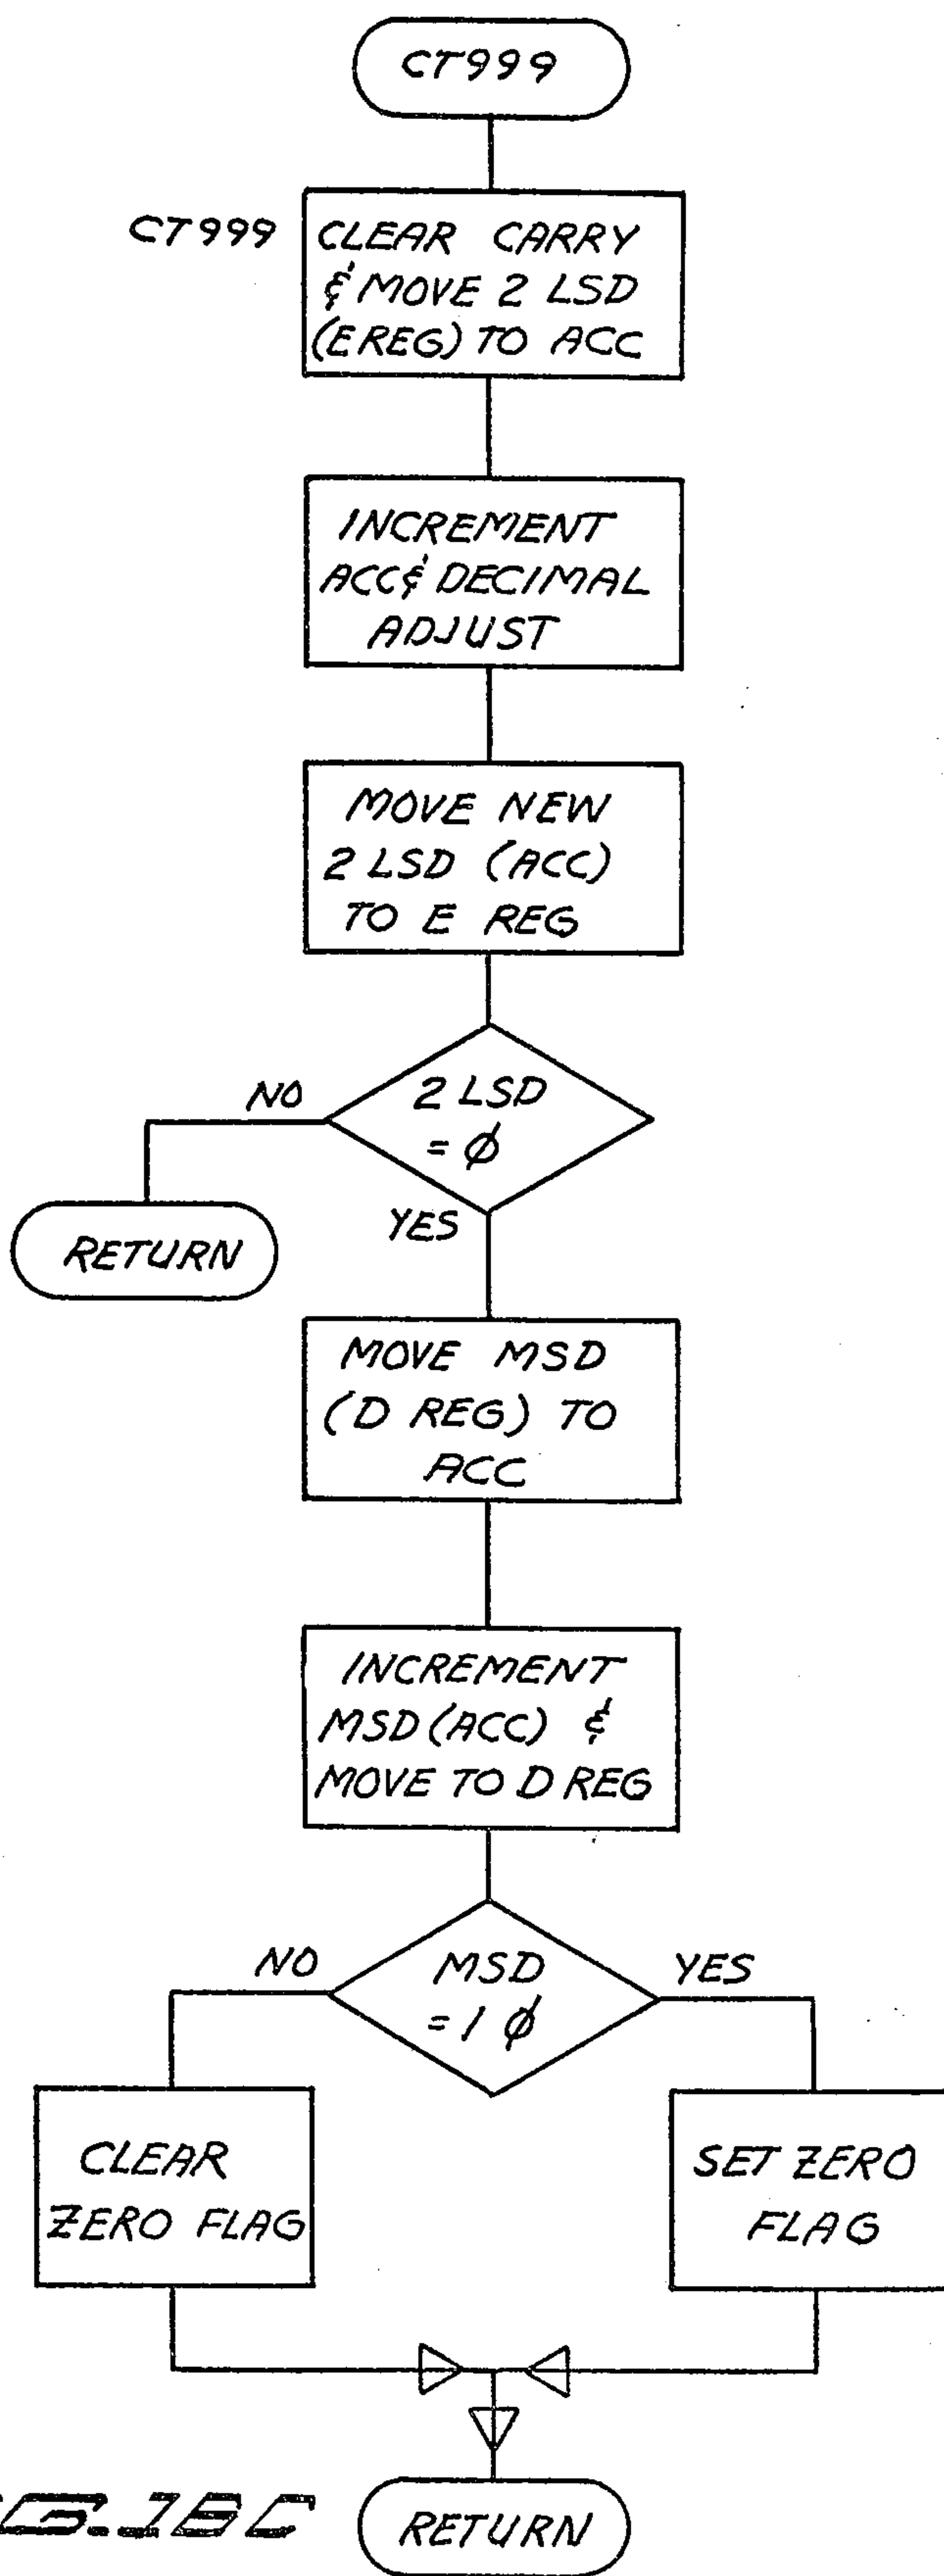 CT999
CT999
CLEAR CARRY
& MOVE 2 LSD
(EREG) TO ACC
INCREMENT
ACC & DECIMAL
ADJUST
MOVE NEW
2 LSD (ACC)
TO E REG
2 LSD
= ∅
NO
YES
RETURN
MOVE MSD
(D REG) TO
ACC
INCREMENT
MSD (ACC) &
MOVE TO D REG
MSD
= 1 ∅
NO
YES
CLEAR
ZERO FLAG
SET ZERO
FLAG
RETURN